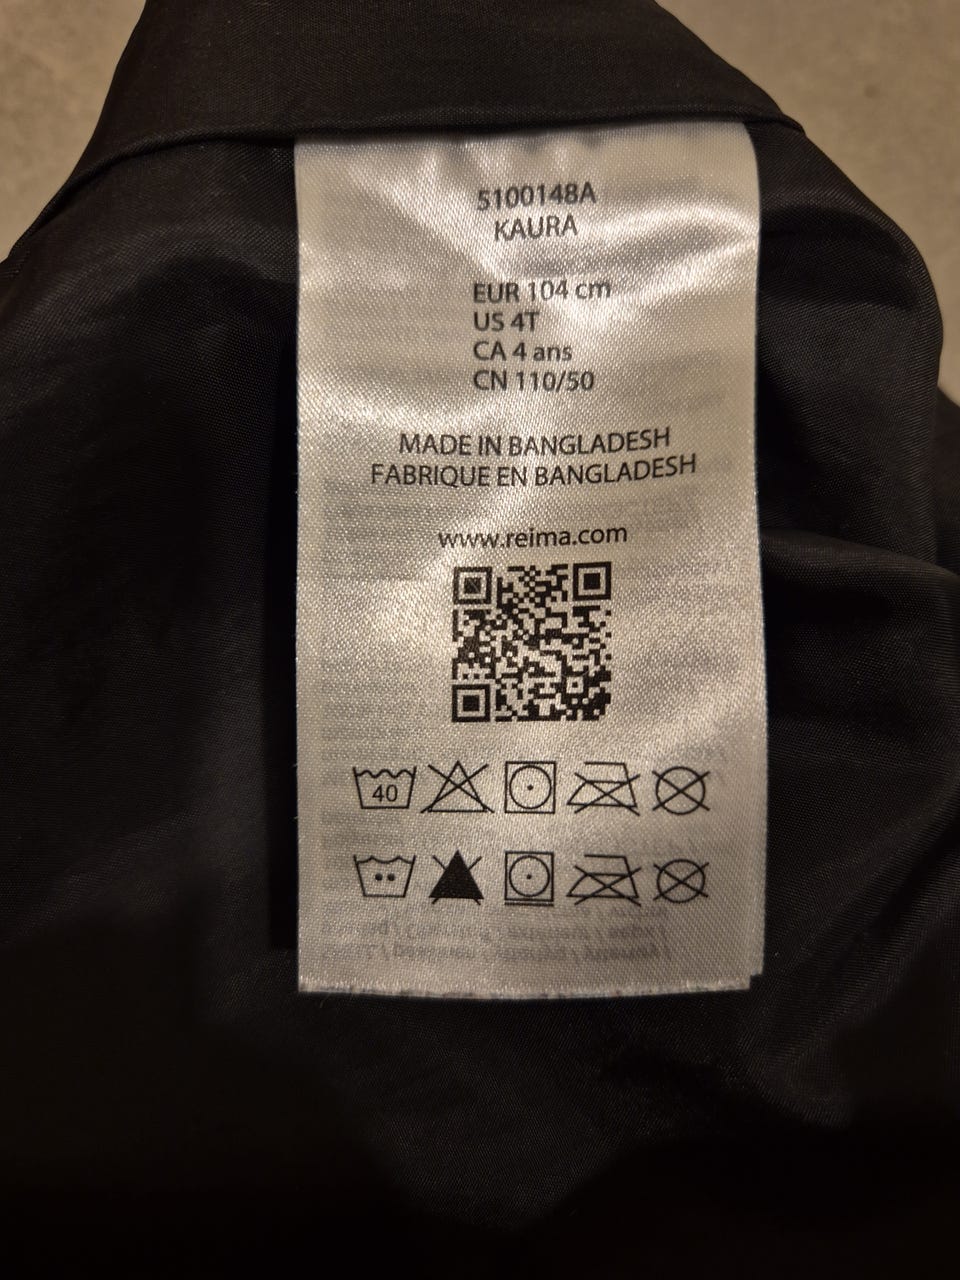 5100148A
KAURA
EUR 104 cm
US 4T
CA 4 ans
CN 110/50
MADE IN BANGLADESH
FABRIQUE EN BANGLADESH
www.reima.com
40